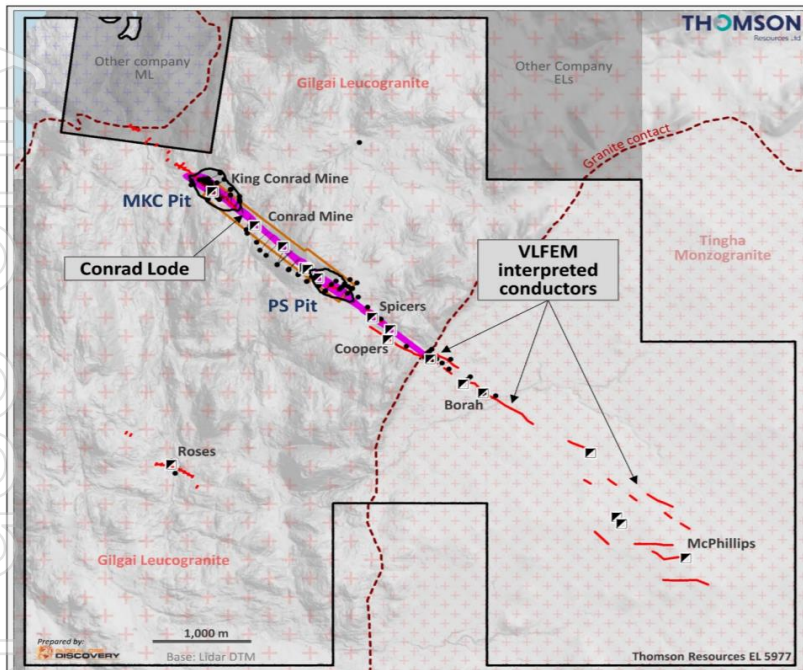 THOMSON
Resources Ltd
Other company
ML
Gilgai Leucogranite
Other Company
ELs
Granite contact
King Conrad Mine
MKC Pit
Conrad Mine
Tingha
Monzogranite
Conrad Lode
VLFEM
interpreted
conductors
PS Pit
Spicers
Coopers
Borah
Roses
McPhillips
Gilgai Leucogranite
1,000 m
Prepared by:
DISCOVERY
Base: Lidar DTM
Thomson Resources EL 5977